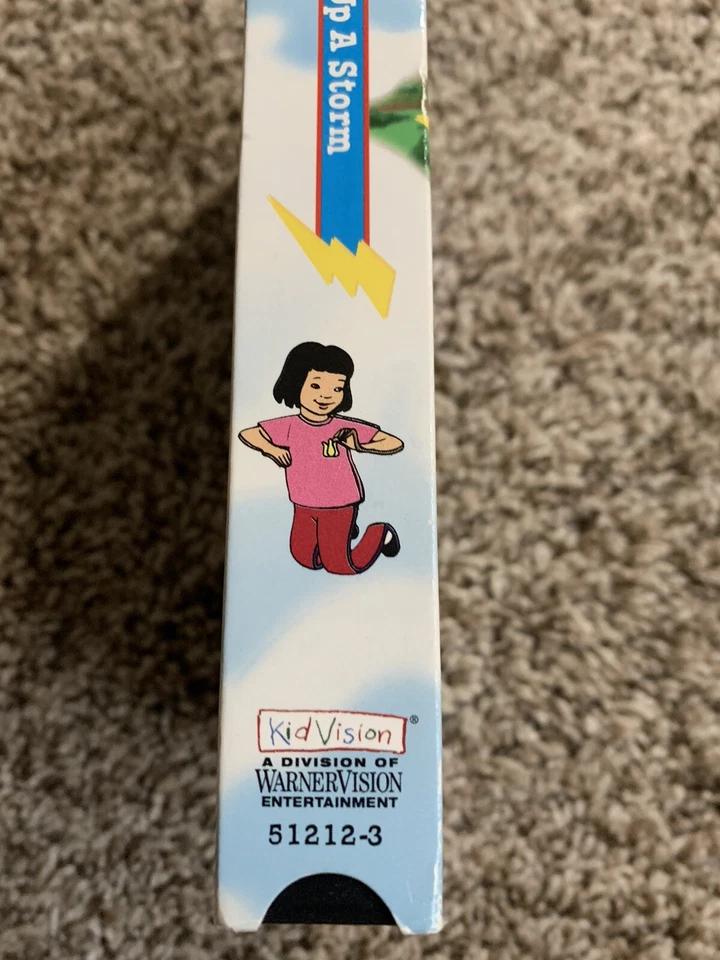 Up A Storm
KidVision®
A DIVISION OF
WARNERVISION
ENTERTAINMENT
51212-3